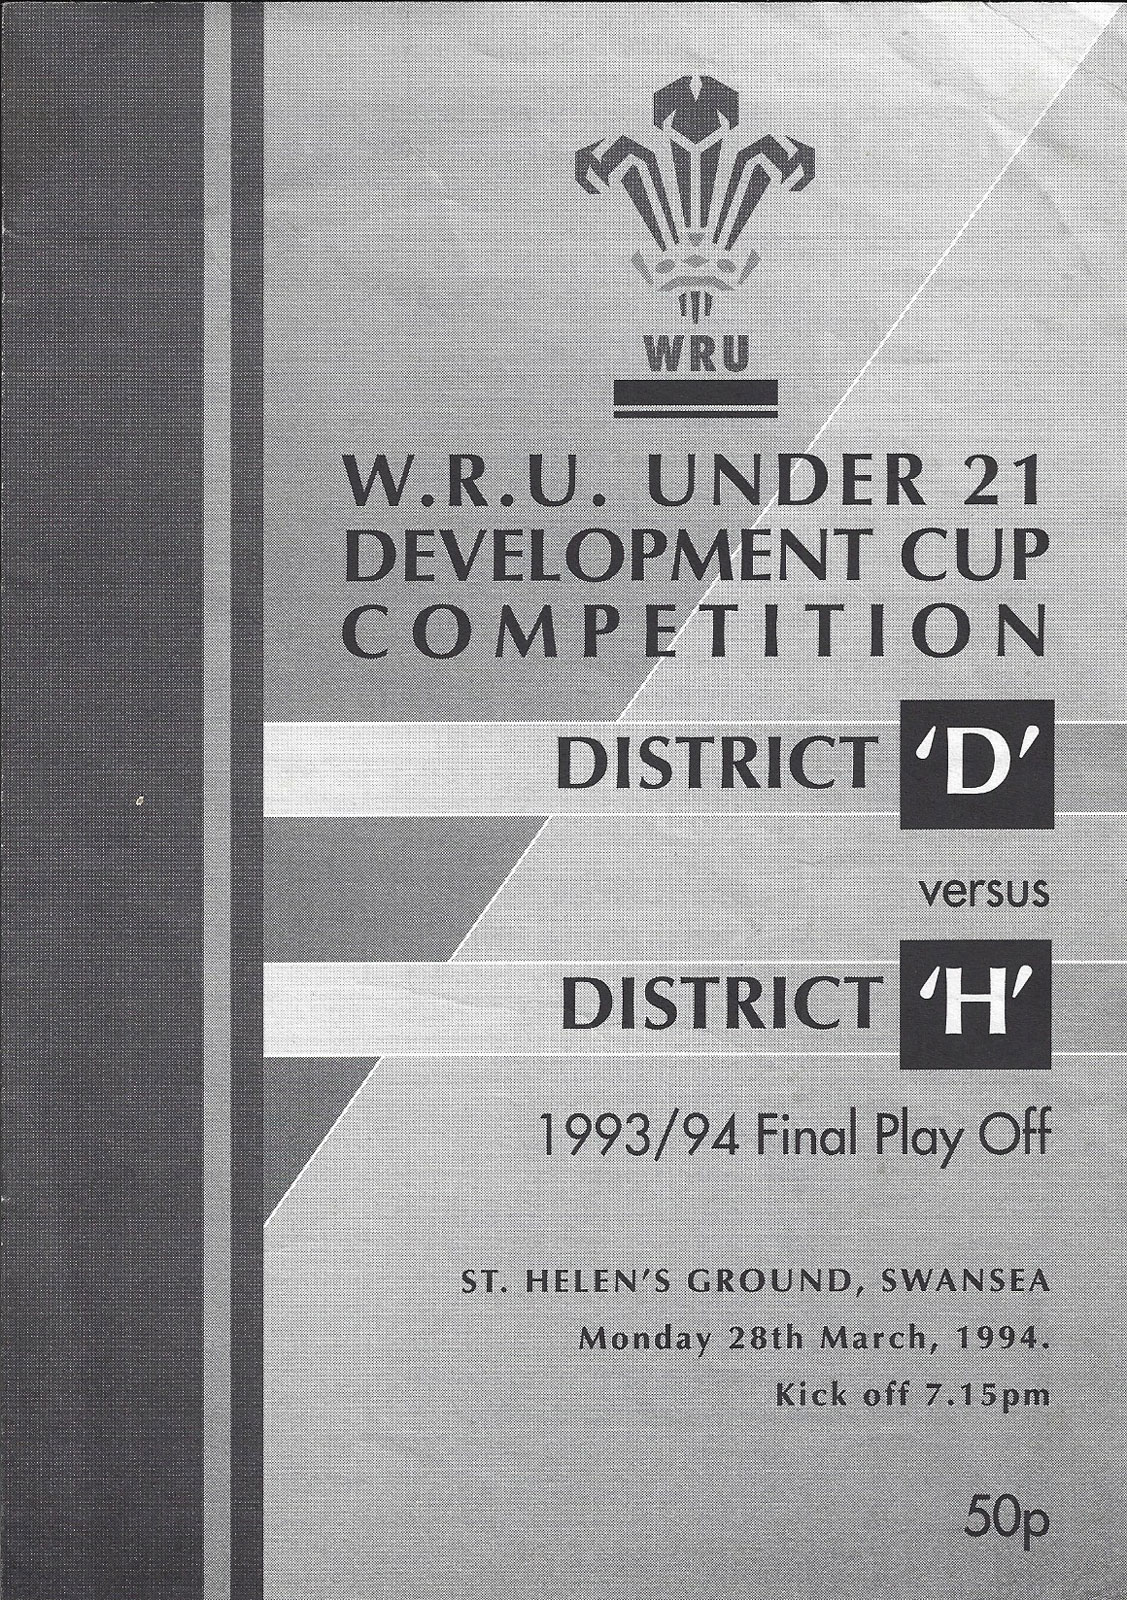 WRU
W.R.U. UNDER 21
DEVELOPMENT CUP
COMPETITION
DISTRICT 'D'
versus
DISTRICT 'H'
1993/94 Final Play Off
ST. HELEN'S GROUND, SWANSEA
Monday 28th March, 1994.
Kick off 7.15pm
50p